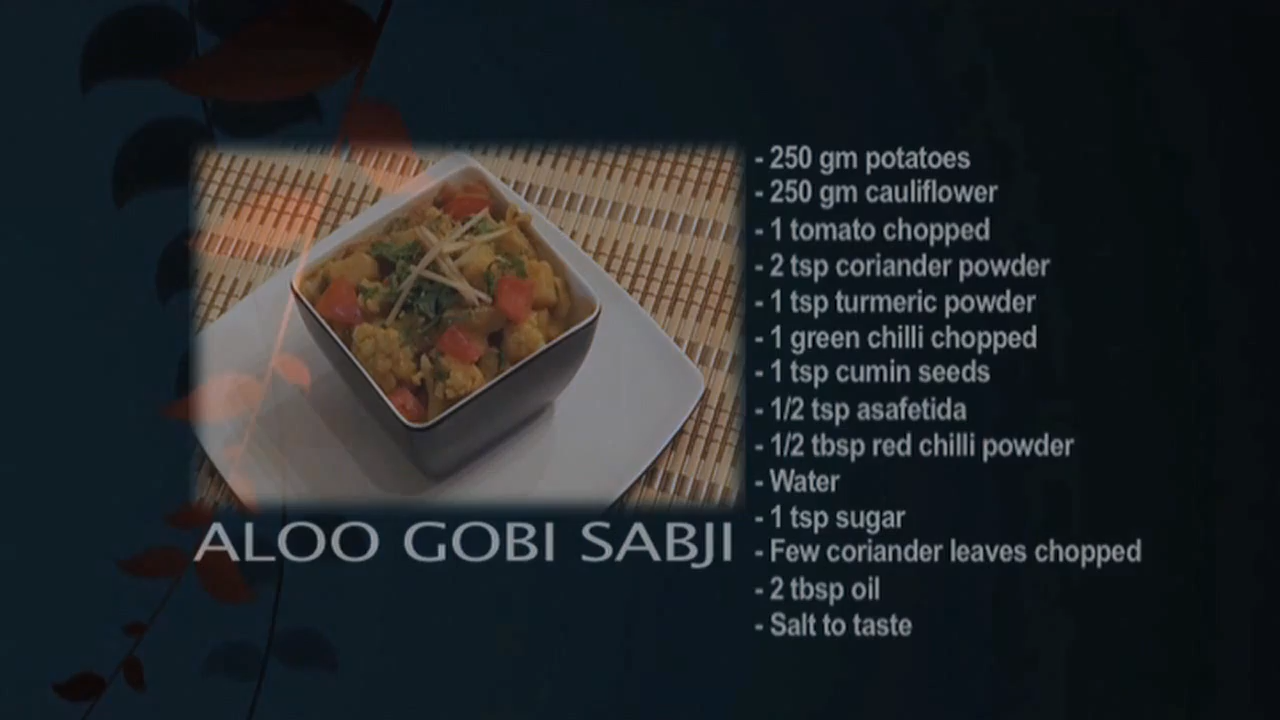 ALOO GOBI SABJI
- 250 gm potatoes
- 250 gm cauliflower
- 1 tomato chopped
- 2 tsp coriander powder
- 1 tsp turmeric powder
- 1 green chilli chopped
- 1 tsp cumin seeds
- 1/2 tsp asafetida
- 1/2 tbsp red chilli powder
- Water
- 1 tsp sugar
- Few coriander leaves chopped
- 2 tbsp oil
- Salt to taste